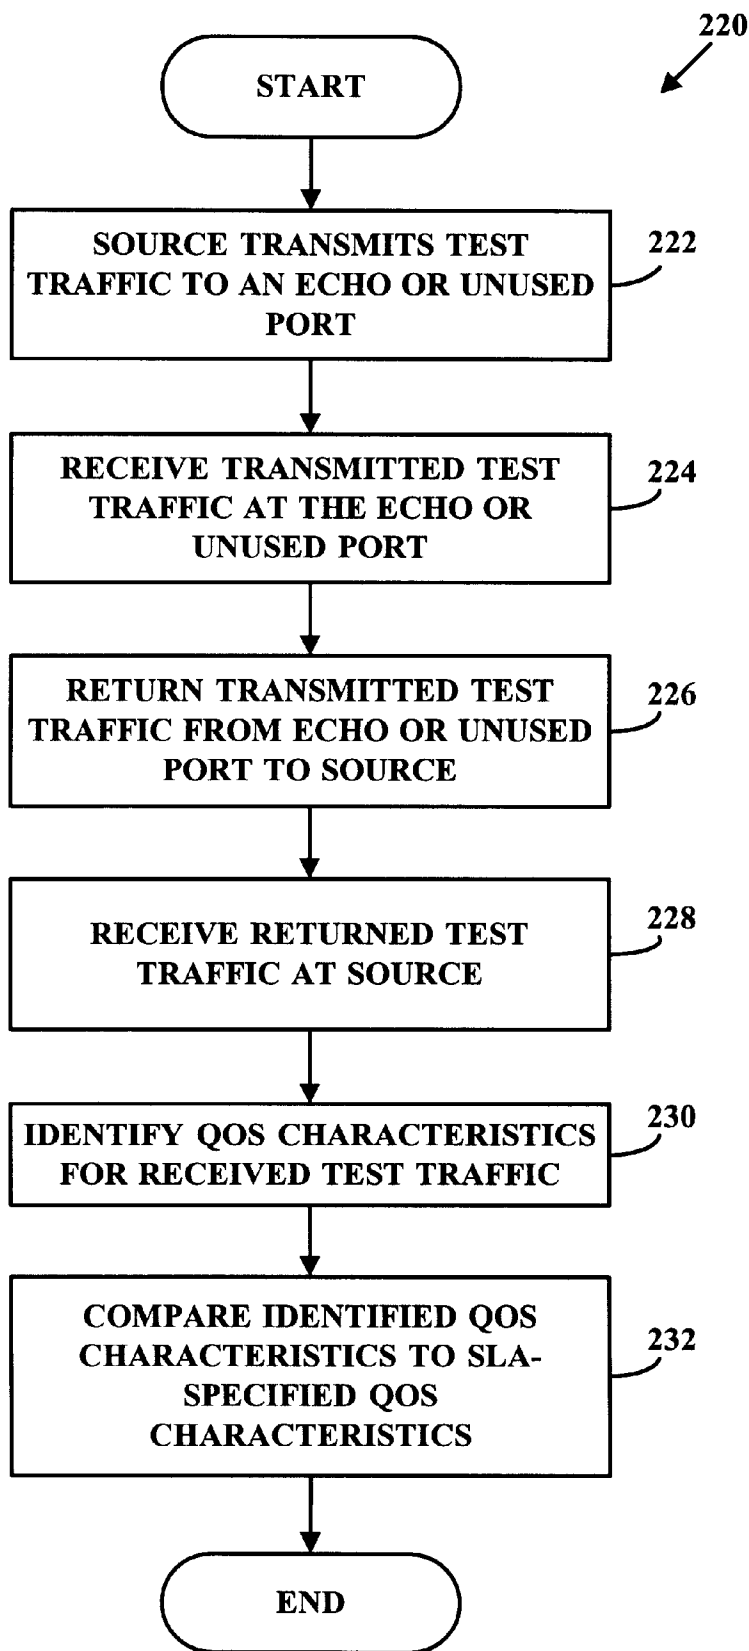 220
START
SOURCE TRANSMITS TEST
TRAFFIC TO AN ECHO OR UNUSED
PORT
222
RECEIVE TRANSMITTED TEST
TRAFFIC AT THE ECHO OR
UNUSED PORT
224
RETURN TRANSMITTED TEST
TRAFFIC FROM ECHO OR UNUSED
PORT TO SOURCE
226
RECEIVE RETURNED TEST
TRAFFIC AT SOURCE
228
IDENTIFY QOS CHARACTERISTICS
FOR RECEIVED TEST TRAFFIC
230
COMPARE IDENTIFIED QOS
CHARACTERISTICS TO SLA-
SPECIFIED QOS
CHARACTERISTICS
232
END